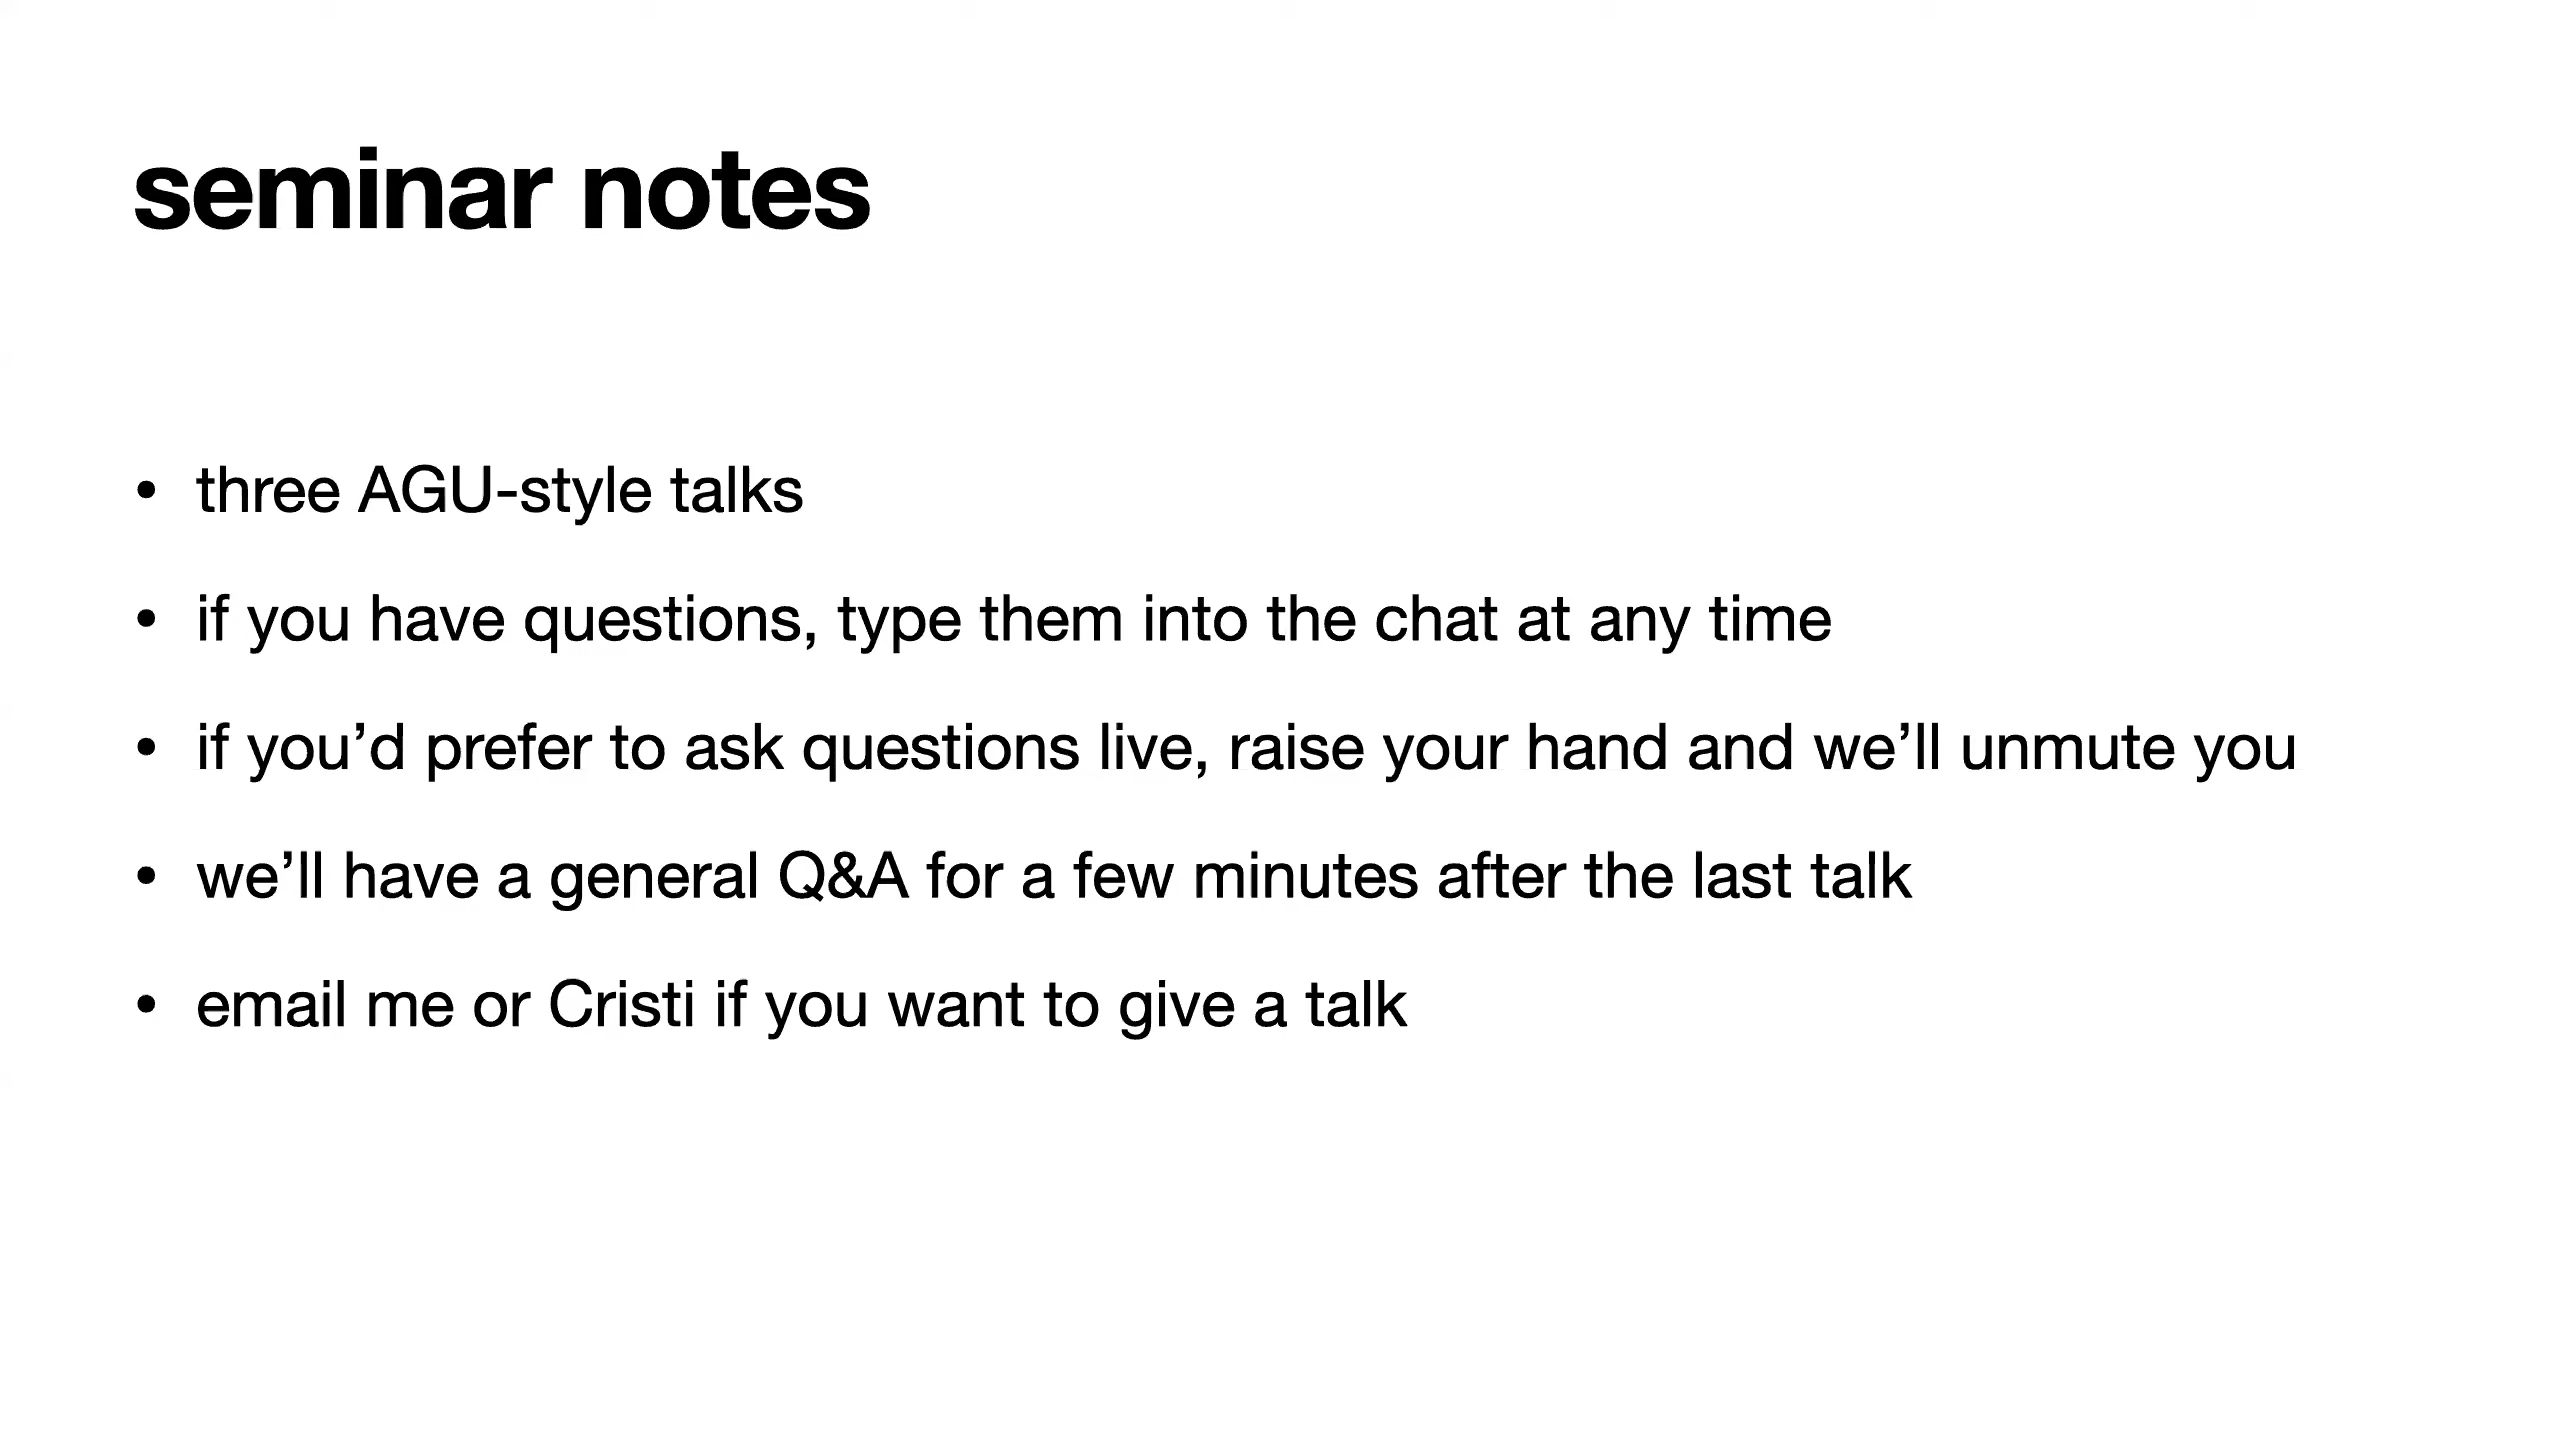 seminar notes
• three AGU-style talks
• if you have questions, type them into the chat at any time
• if you’d prefer to ask questions live, raise your hand and we’ll unmute you
• we’ll have a general Q&A for a few minutes after the last talk
• email me or Cristi if you want to give a talk